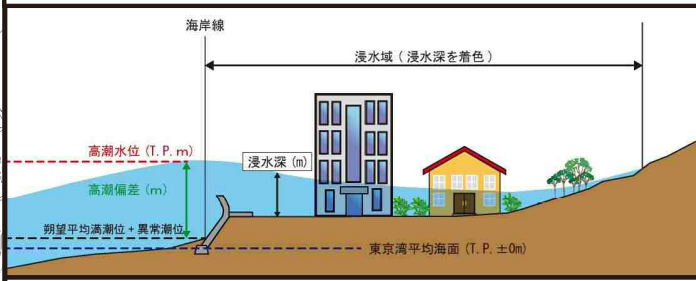 海岸線
浸水域(浸水深を着色)
高潮水位(T.P.m)
浸水深(m)
高潮偏差(m)
朔望平均満潮位+異常潮位
東京湾平均海面(T.P.±0m)